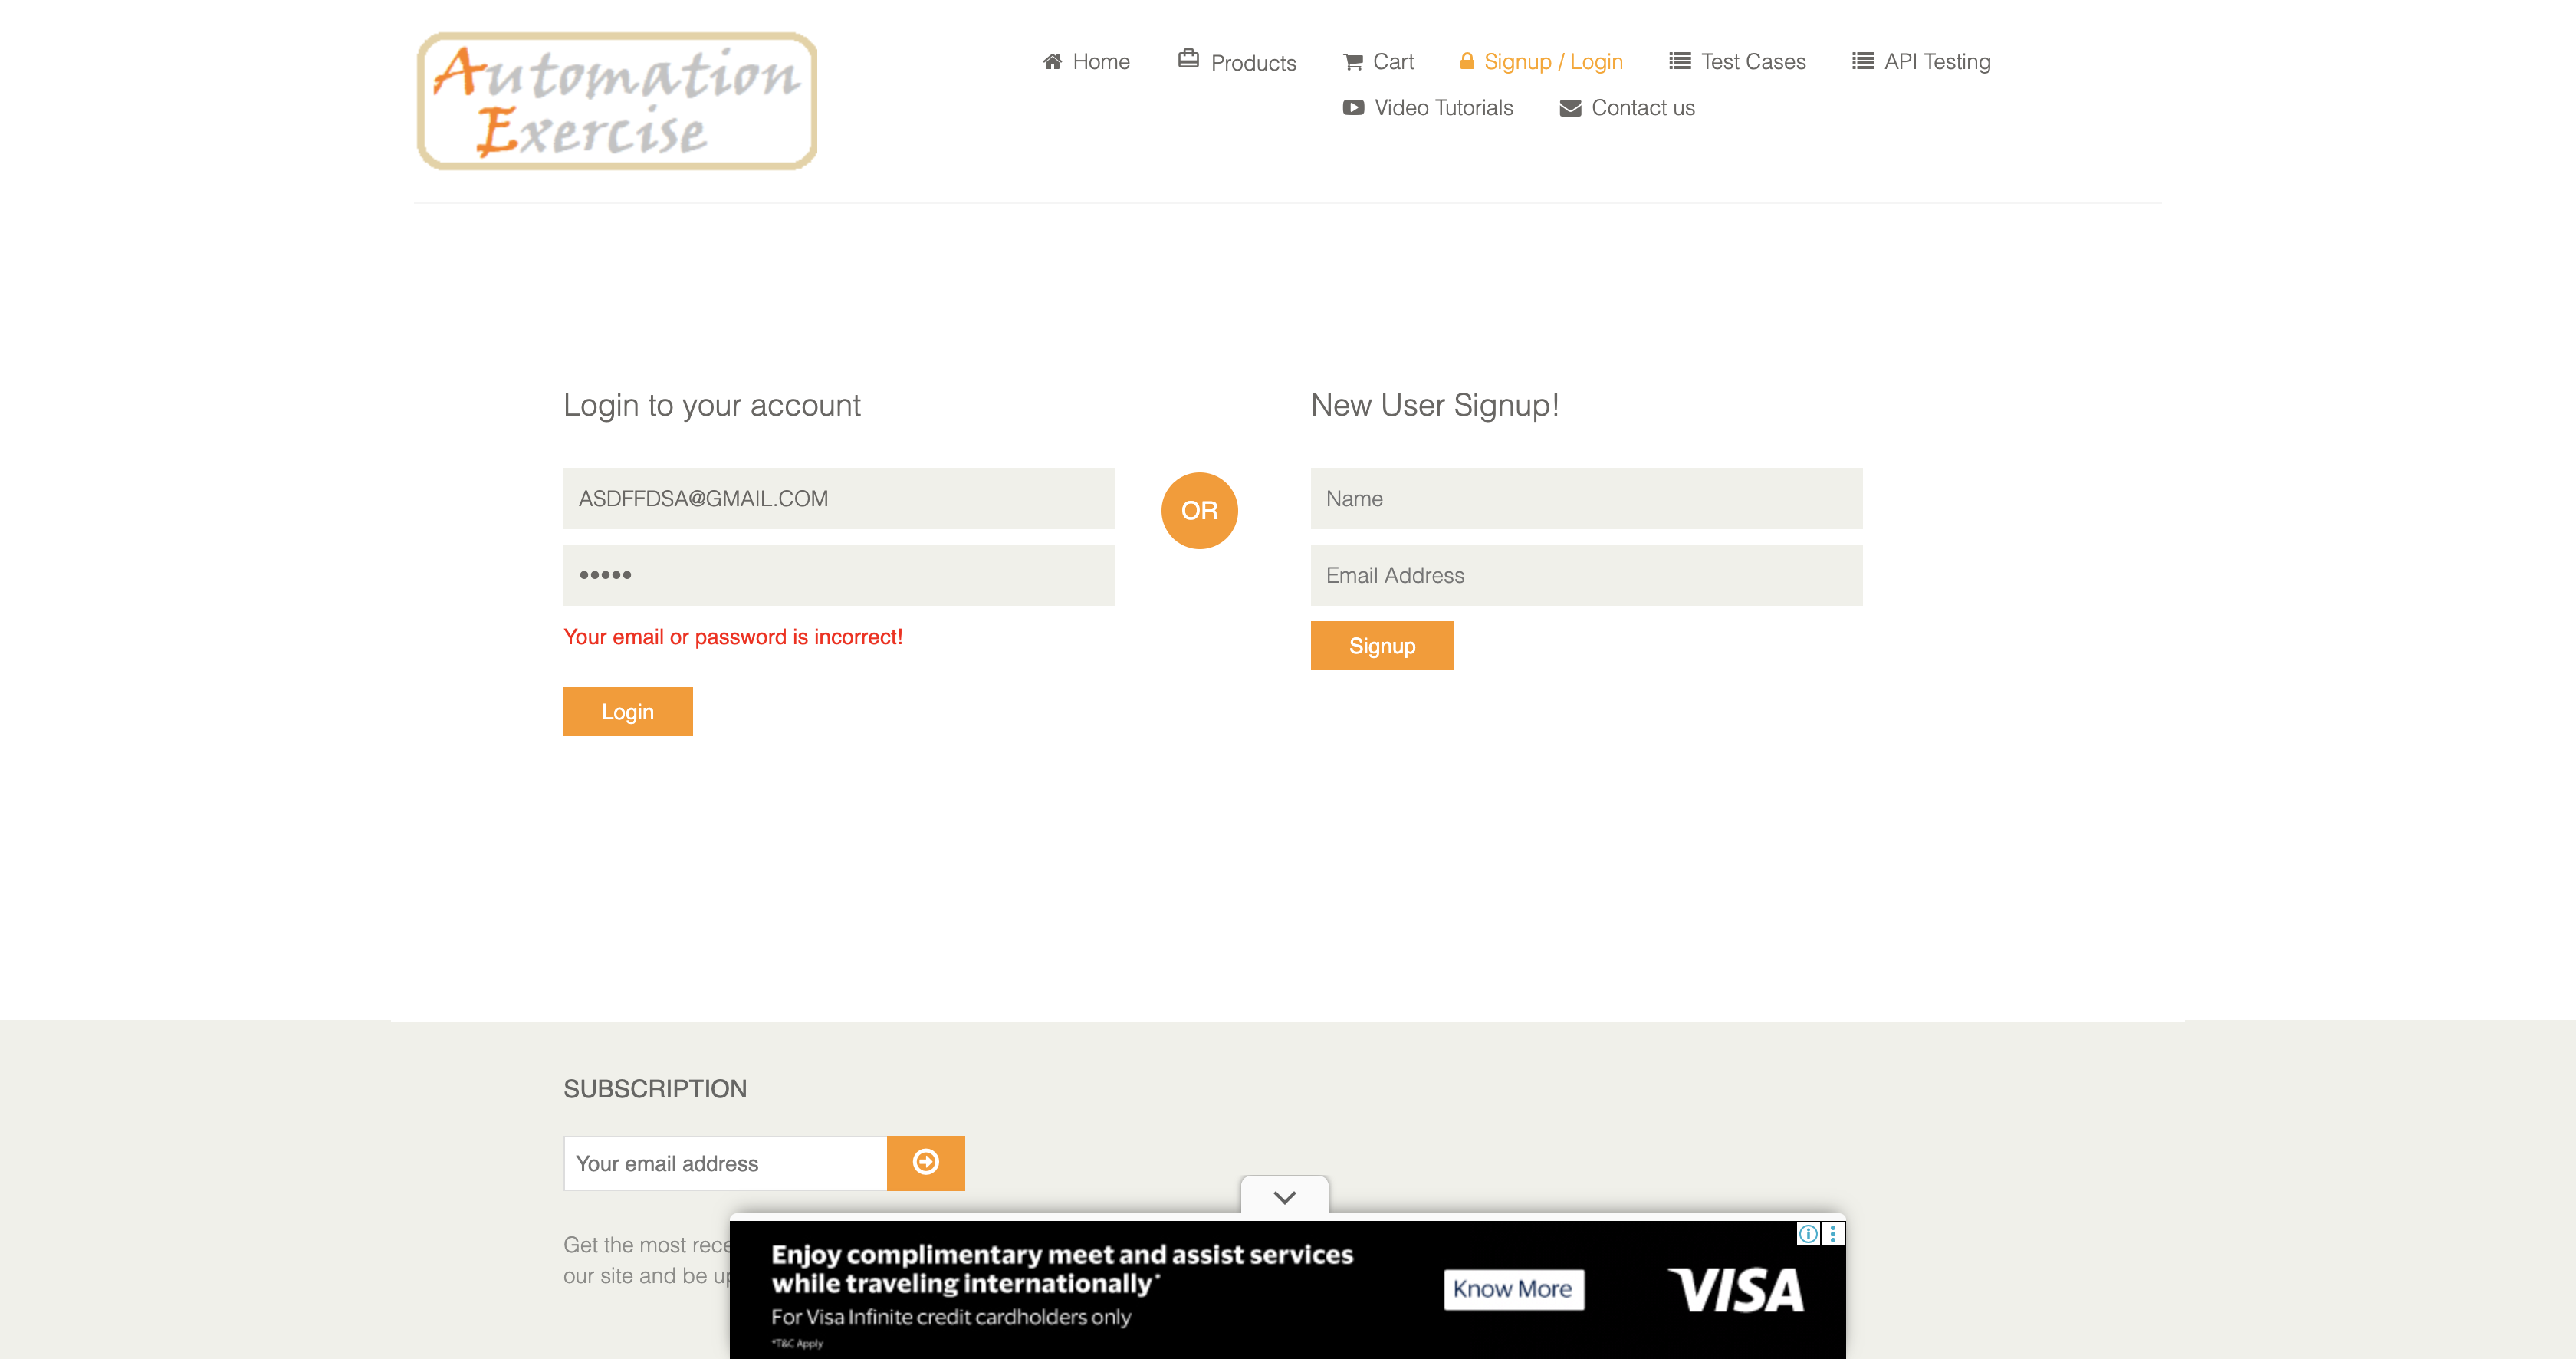 Automation
Exercise
Home
Products
Cart
Signup / Login
Test Cases
API Testing
Video Tutorials
Contact us
Login to your account
ASDFFDSA@GMAIL.COM
•••••
Your email or password is incorrect!
Login
OR
New User Signup!
Name
Email Address
Signup
SUBSCRIPTION
Your email address
Get the most rece
our site and be up
Enjoy complimentary meet and assist services
while traveling internationally*
For Visa Infinite credit cardholders only
*T&C Apply
Know More
VISA